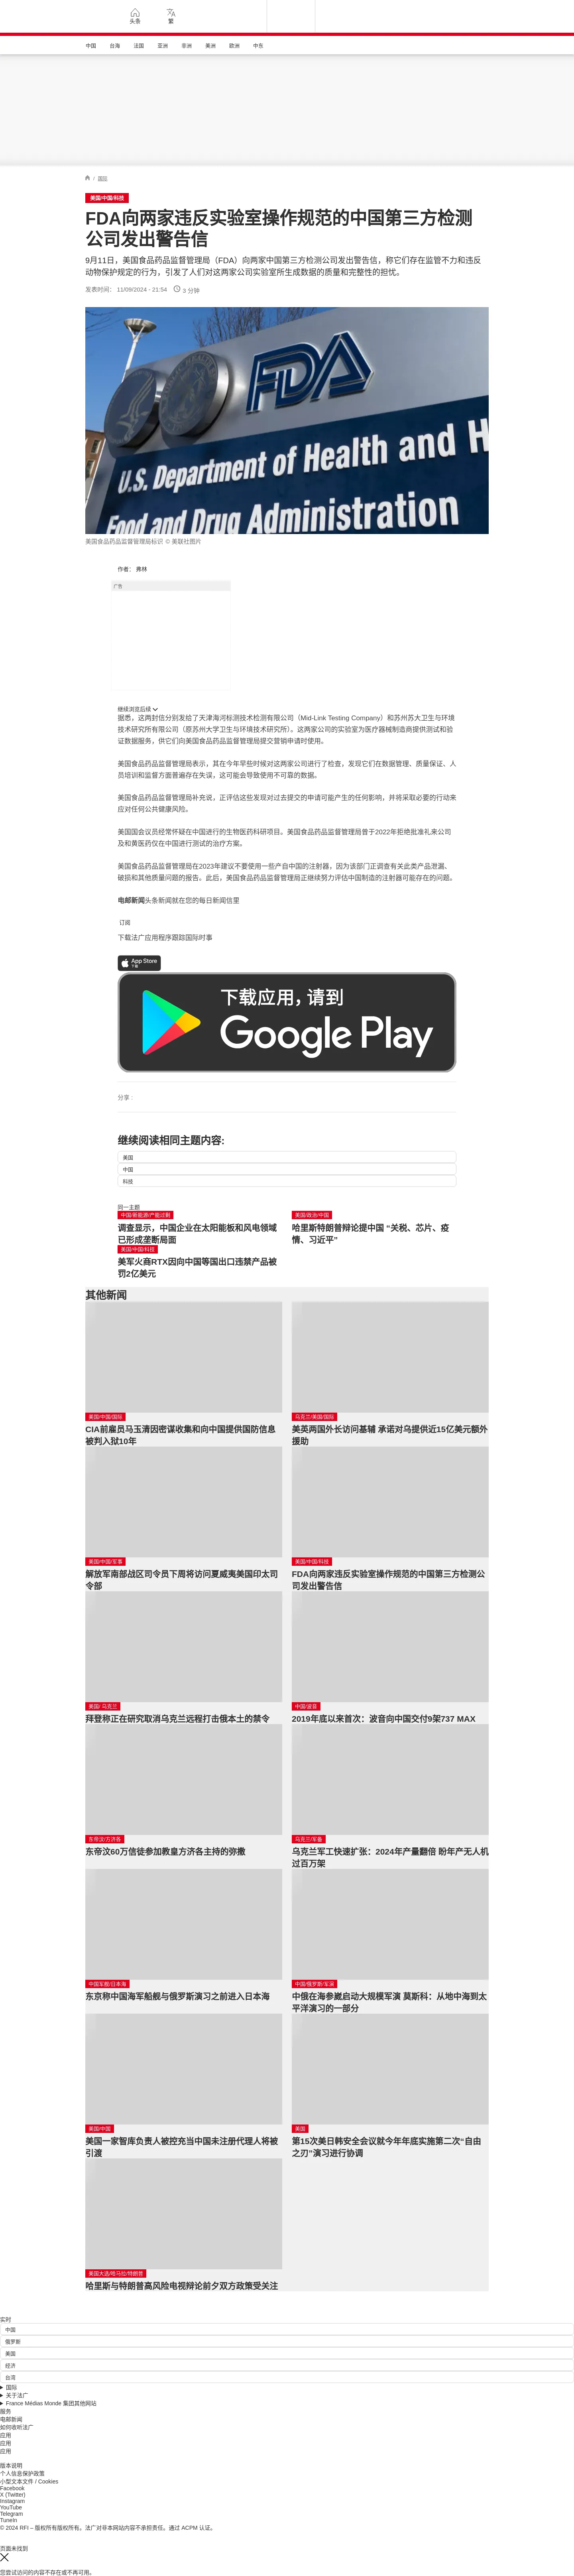 头条
繁
中国 台海 法国 亚洲 非洲 美洲 欧洲 中东
/ 国际
美国/中国/科技
FDA向两家违反实验室操作规范的中国第三方检测
公司发出警告信
9月11日，美国食品药品监督管理局（FDA）向两家中国第三方检测公司发出警告信，称它们存在监管不力和违反
动物保护规定的行为，引发了人们对这两家公司实验室所生成数据的质量和完整性的担忧。
发表时间： 11/09/2024 - 21:54 3 分钟
FDA
U.S. Department of Health and H
Food and Drug Administration
美国食品药品监督管理局标识 © 美联社图片
作者： 弗林
广告
继续浏览后续
据悉，这两封信分别发给了天津海河标测技术检测有限公司（Mid-Link Testing Company）和苏州苏大卫生与环境
技术研究所有限公司（原苏州大学卫生与环境技术研究所）。这两家公司的实验室为医疗器械制造商提供测试和验
证数据服务，供它们向美国食品药品监督管理局提交营销申请时使用。
美国食品药品监督管理局表示，其在今年早些时候对这两家公司进行了检查，发现它们在数据管理、质量保证、人
员培训和监督方面普遍存在失误，这可能会导致使用不可靠的数据。
美国食品药品监督管理局补充说，正评估这些发现对过去提交的申请可能产生的任何影响，并将采取必要的行动来
应对任何公共健康风险。
美国国会议员经常怀疑在中国进行的生物医药科研项目。美国食品药品监督管理局曾于2022年拒绝批准礼来公司
及和黄医药仅在中国进行测试的治疗方案。
美国食品药品监督管理局在2023年建议不要使用一些产自中国的注射器，因为该部门正调查有关此类产品泄漏、
破损和其他质量问题的报告。此后，美国食品药品监督管理局正继续努力评估中国制造的注射器可能存在的问题。
电邮新闻头条新闻就在您的每日新闻信里
订阅
下载法广应用程序跟踪国际时事
App Store
下载
下载应用，请到
Google Play
分享 :
继续阅读相同主题内容:
美国
中国
科技
同一主题
中国/新能源/产能过剩
调查显示，中国企业在太阳能板和风电领域
已形成垄断局面
美国/政治/中国
哈里斯特朗普辩论提中国 “关税、芯片、疫
情、习近平”
美国/中国/科技
美军火商RTX因向中国等国出口违禁产品被
罚2亿美元
其他新闻
美国/中国/国际
CIA前雇员马玉清因密谋收集和向中国提供国防信息
被判入狱10年
乌克兰/美国/国际
美英两国外长访问基辅 承诺对乌提供近15亿美元额外
援助
美国/中国/军事
解放军南部战区司令员下周将访问夏威夷美国印太司
令部
美国/中国/科技
FDA向两家违反实验室操作规范的中国第三方检测公
司发出警告信
美国/ 乌克兰
拜登称正在研究取消乌克兰远程打击俄本土的禁令
中国/波音
2019年底以来首次：波音向中国交付9架737 MAX
东帝汶/方济各
东帝汶60万信徒参加教皇方济各主持的弥撒
乌克兰/军备
乌克兰军工快速扩张：2024年产量翻倍 盼年产无人机
过百万架
中国军舰/日本海
东京称中国海军船舰与俄罗斯演习之前进入日本海
中国/俄罗斯/军演
中俄在海参崴启动大规模军演 莫斯科：从地中海到太
平洋演习的一部分
美国/中国
美国一家智库负责人被控充当中国未注册代理人将被
引渡
美国
第15次美日韩安全会议就今年年底实施第二次“自由
之刃”演习进行协调
美国大选/哈马拉/特朗普
哈里斯与特朗普高风险电视辩论前夕双方政策受关注
实时
中国
俄罗斯
美国
经济
台湾
国际
关于法广
France Médias Monde 集团其他网站
服务
电邮新闻
如何收听法广
应用
应用
应用
版本说明
个人信息保护政策
小型文本文件 / Cookies
Facebook
X (Twitter)
Instagram
YouTube
Telegram
TuneIn
© 2024 RFI – 版权所有版权所有。法广对非本网站内容不承担责任。通过 ACPM 认证。
页面未找到
您尝试访问的内容不存在或不再可用。